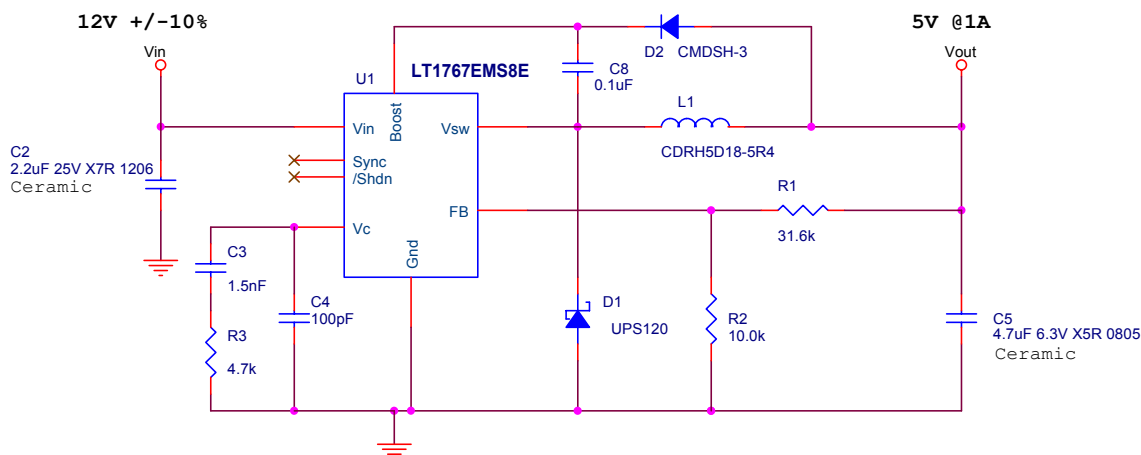 12V +/-10%
5V @1A
Vin
Vout
D2 CMDSH-3
U1
LT1767EMS8E
C8
0.1uF
L1
Boost
Vin
Vsw
CDRH5D18-5R4
C2
2.2uF 25V X7R 1206
Ceramic
Sync
/Shdn
R1
FB
31.6k
Vc
Gnd
C3
1.5nF
C4
100pF
D1
UPS120
R2
10.0k
C5
4.7uF 6.3V X5R 0805
Ceramic
R3
4.7k